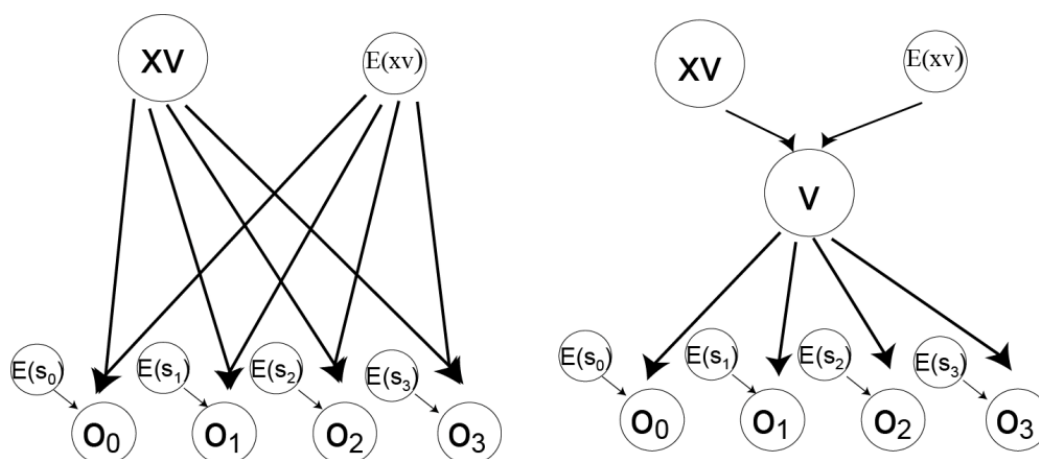 xv E(xv) xv E(xv)
v
E(s₀) E(s₁) E(s₂) E(s₃) E(s₀) E(s₁) E(s₂) E(s₃)
o₀ o₁ o₂ o₃ o₀ o₁ o₂ o₃